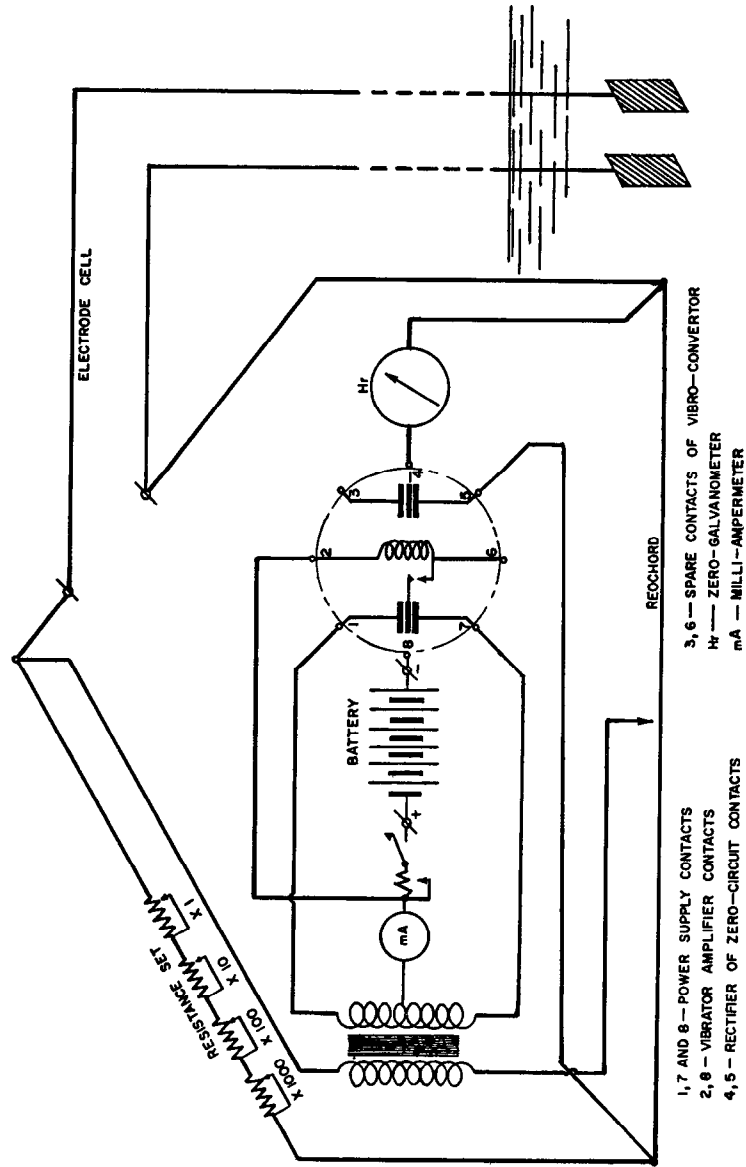 ELECTRODE CELL
RESISTANCE SET
X 1
X 10
X 100
X 1000
Hr
1
2
3
4
5
6
7
8
BATTERY
+
-
mA
REOCHORD
1,7 AND 8 – POWER SUPPLY CONTACTS
2,8 – VIBRATOR AMPLIFIER CONTACTS
4,5 – RECTIFIER OF ZERO-CIRCUIT CONTACTS
3,6 – SPARE CONTACTS OF VIBRO-CONVERTOR
Hr — ZERO-GALVANOMETER
mA — MILLI-AMPERMETER